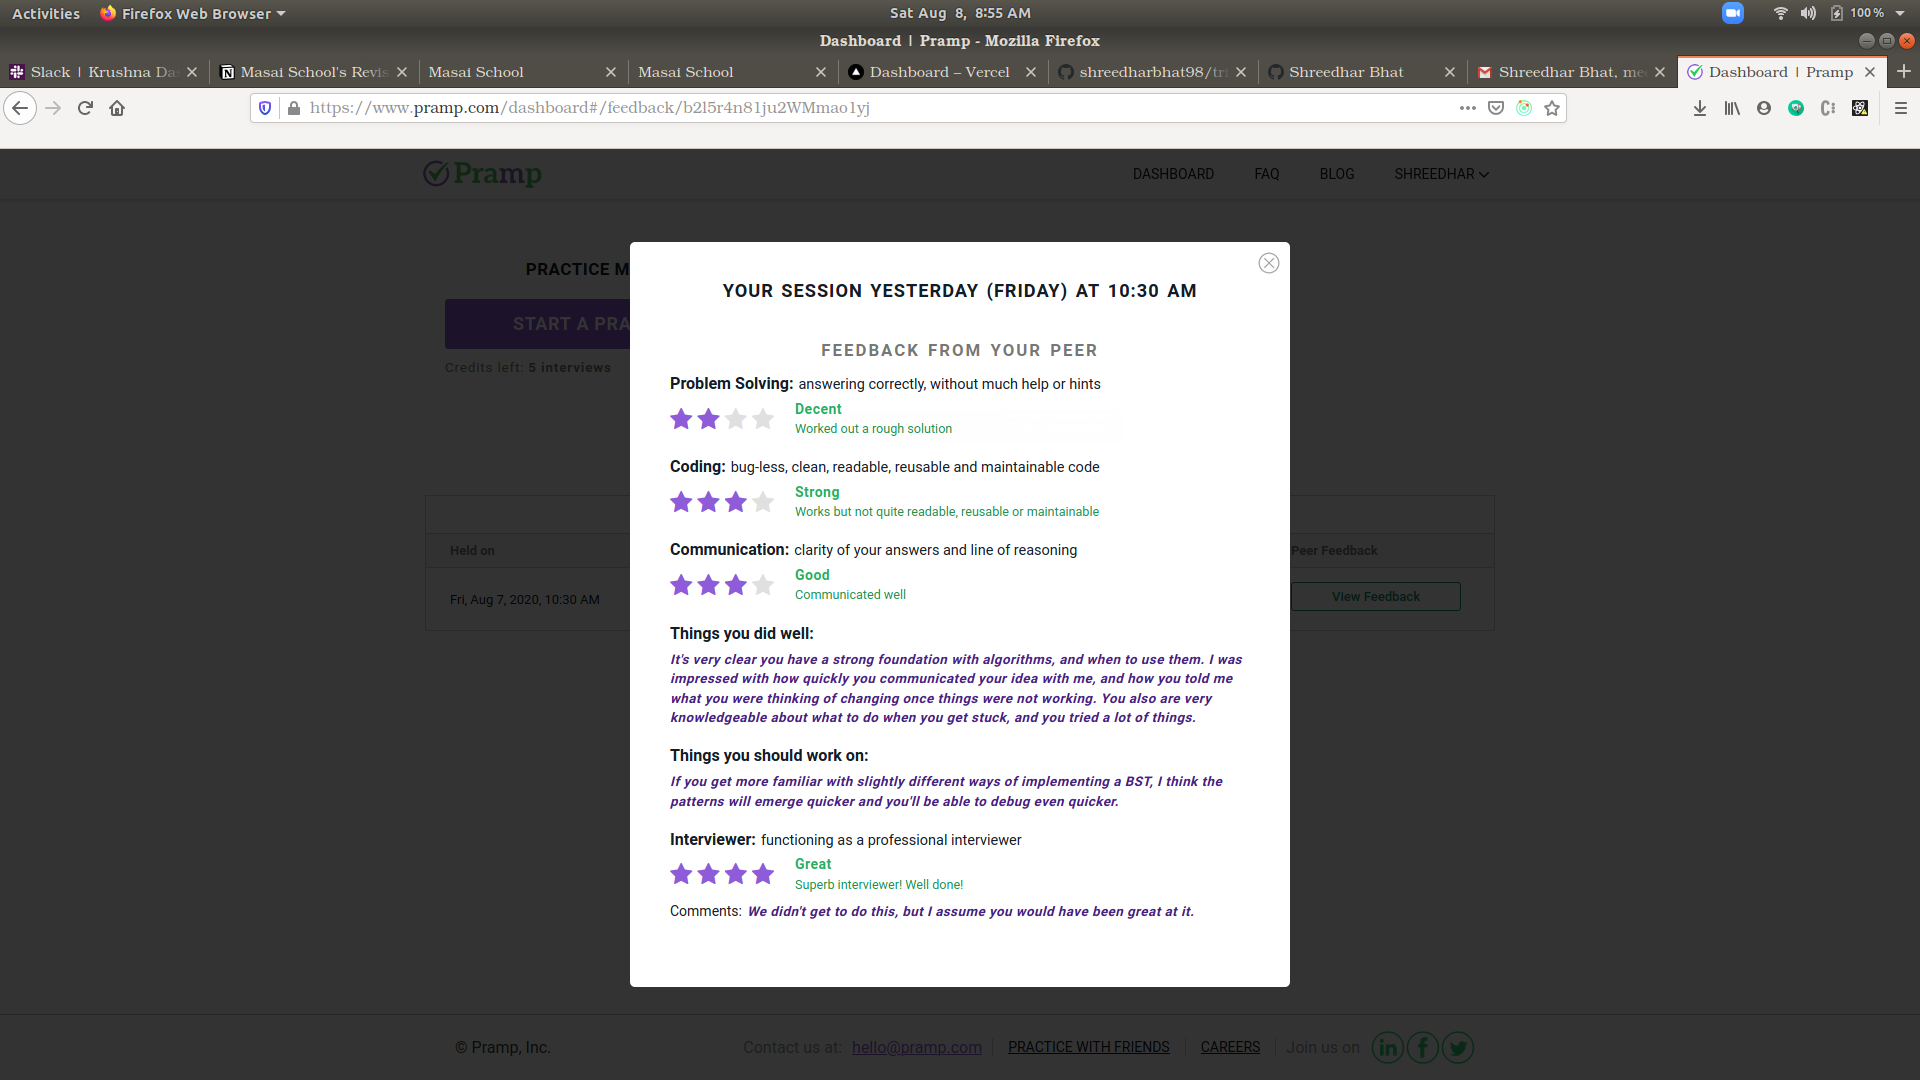 Activities Firefox Web Browser Sat Aug 8, 8:55 AM 100%
Dashboard | Pramp - Mozilla Firefox
Slack | Krushna Da Masai School's Revis Masai School Masai School Dashboard – Vercel shreedharbhat98/tr Shreedhar Bhat Shreedhar Bhat, me Dashboard | Pramp
https://www.pramp.com/dashboard#/feedback/b2l5r4n81ju2WMmao1yj
Pramp DASHBOARD FAQ BLOG SHREEDHAR
PRACTICE M
START A PRA
Credits left: 5 interviews
Held on Peer Feedback
Fri, Aug 7, 2020, 10:30 AM View Feedback
YOUR SESSION YESTERDAY (FRIDAY) AT 10:30 AM
FEEDBACK FROM YOUR PEER
Problem Solving: answering correctly, without much help or hints
Decent
Worked out a rough solution
Coding: bug-less, clean, readable, reusable and maintainable code
Strong
Works but not quite readable, reusable or maintainable
Communication: clarity of your answers and line of reasoning
Good
Communicated well
Things you did well:
It's very clear you have a strong foundation with algorithms, and when to use them. I was
impressed with how quickly you communicated your idea with me, and how you told me
what you were thinking of changing once things were not working. You also are very
knowledgeable about what to do when you get stuck, and you tried a lot of things.
Things you should work on:
If you get more familiar with slightly different ways of implementing a BST, I think the
patterns will emerge quicker and you'll be able to debug even quicker.
Interviewer: functioning as a professional interviewer
Great
Superb interviewer! Well done!
Comments: We didn't get to do this, but I assume you would have been great at it.
© Pramp, Inc. Contact us at: hello@pramp.com PRACTICE WITH FRIENDS CAREERS Join us on